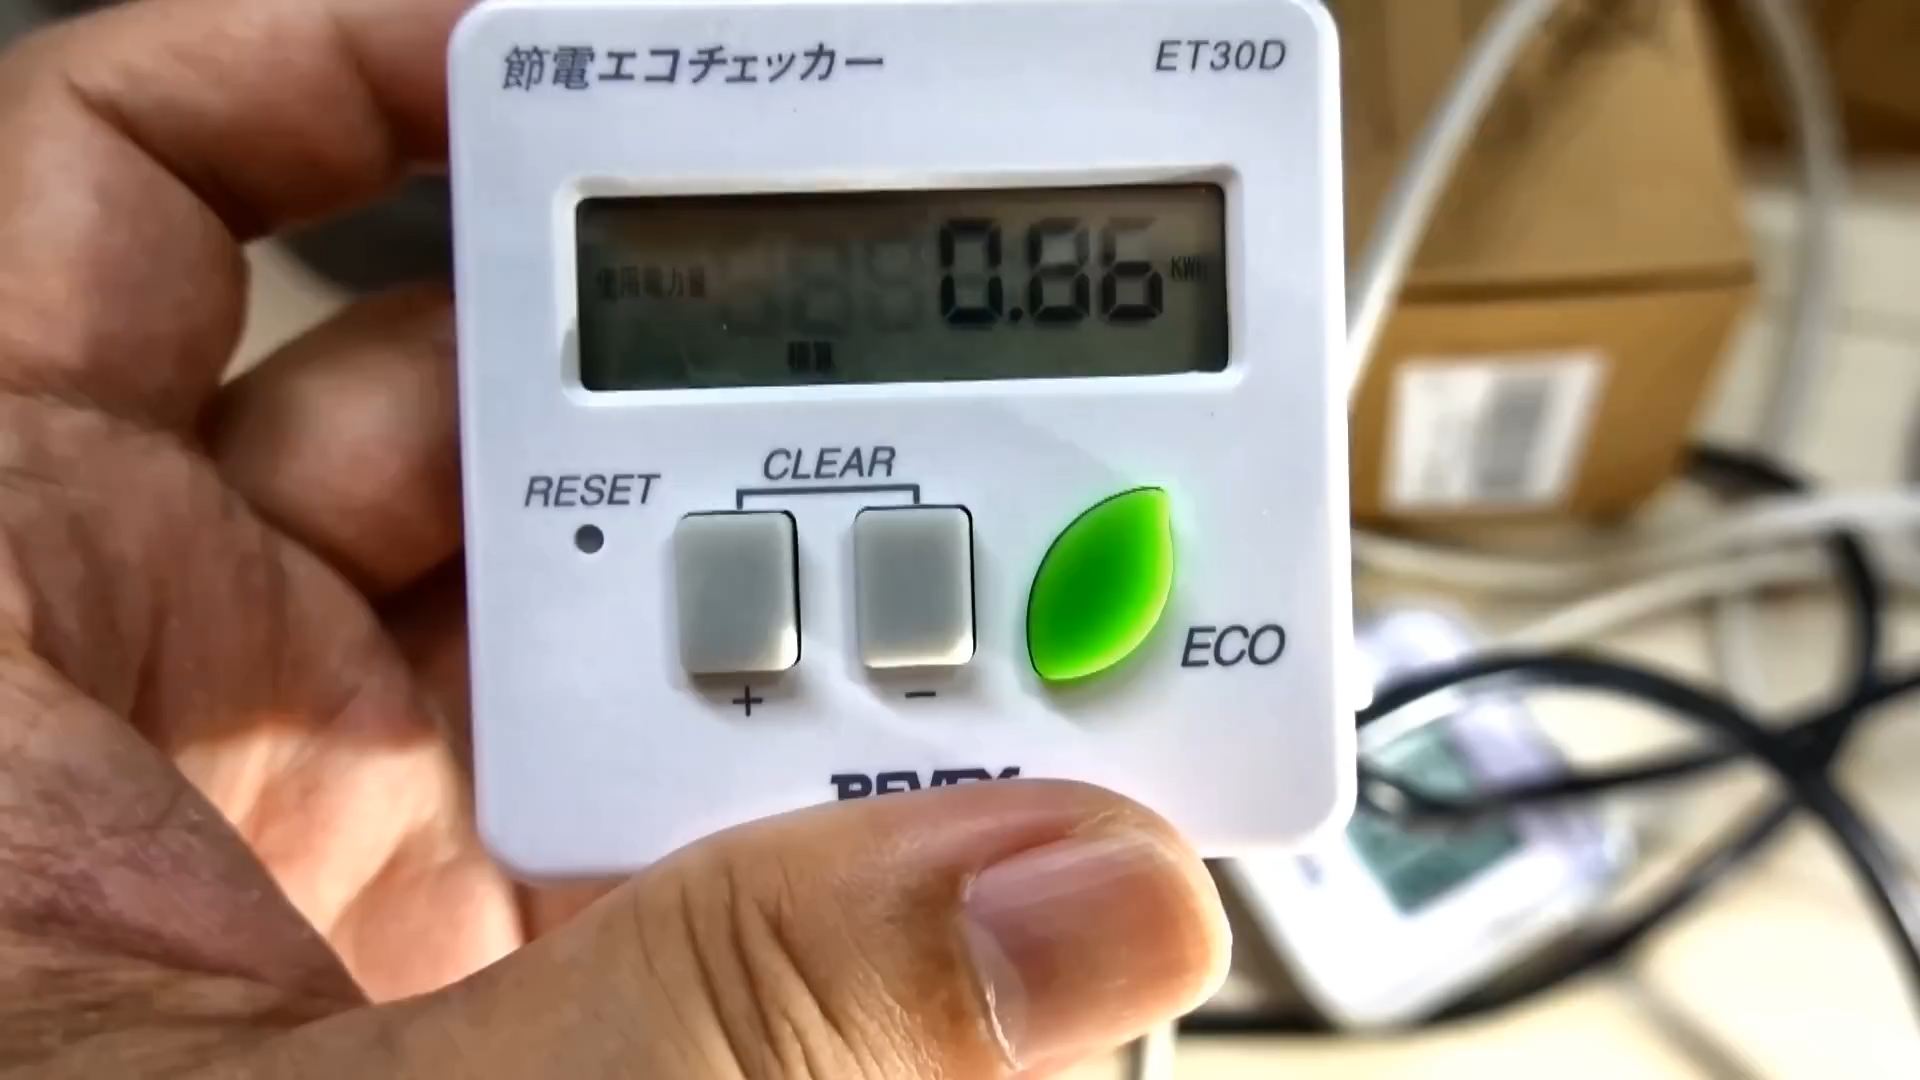 節電エコチェッカー ET30D
使用電力量 0.86 KWh
積算
CLEAR
RESET
+ −
ECO
REVEX